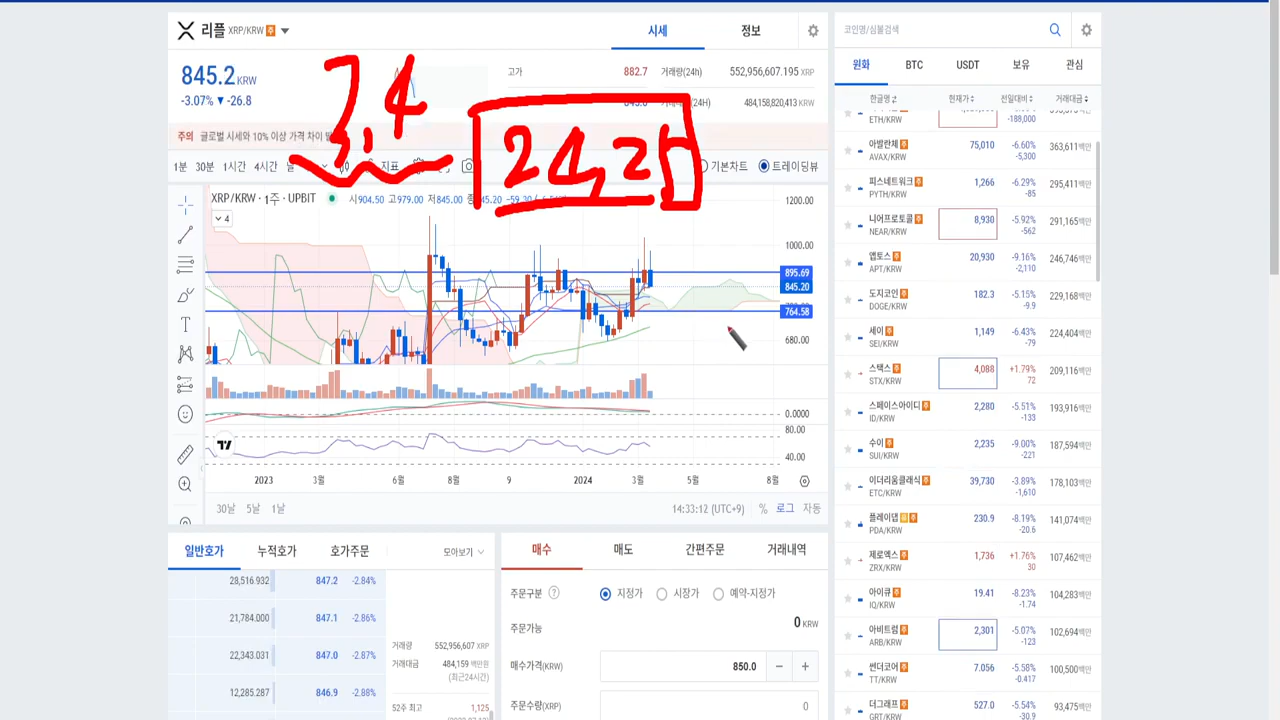 리플 XRP/KRW 주
시세
정보
코인명/심볼검색
845.2 KRW
-3.07% ▼ -26.8
고가 882.7 거래량(24h) 552,956,607.195 XRP
484,158,820,413 KRW
주의 글로벌 시세와 10% 이상 가격 차이
3.4
24,25
원화 BTC USDT 보유 관심
한글명 현재가 전일대비 거래대금
ETH/KRW -188,000
아발란체 75,010 -6.60% 363,611백만
AVAX/KRW -5,300
피스네트워크 1,266 -6.29% 295,411백만
PYTH/KRW -85
니어프로토콜 8,930 -5.92% 291,165백만
NEAR/KRW -562
앱토스 20,930 -9.16% 246,746백만
APT/KRW -2,110
도지코인 182.3 -5.15% 229,168백만
DOGE/KRW -9.9
세이 1,149 -6.43% 224,404백만
SEI/KRW -79
스택스 4,088 +1.79% 209,116백만
STX/KRW 72
스페이스아이디 2,280 -5.51% 193,916백만
ID/KRW -133
수이 2,235 -9.00% 187,594백만
SUI/KRW -221
이더리움클래식 39,730 -3.89% 178,103백만
ETC/KRW -1,610
플레이댑 230.9 -8.19% 141,074백만
PDA/KRW -20.6
제로엑스 1,736 +1.76% 107,462백만
ZRX/KRW 30
아이큐 19.41 -8.23% 104,283백만
IQ/KRW -1.74
아비트럼 2,301 -5.07% 102,694백만
ARB/KRW -123
썬더코어 7.056 -5.58% 100,500백만
TT/KRW -0.417
더그래프 527.0 -5.54% 93,475백만
GRT/KRW -30.9
1분 30분 1시간 4시간 지표 기본차트 트레이딩뷰
XRP/KRW · 1주 · UPBIT 시904.50 고979.00 저845.00
4
1200.00
1000.00
895.69
845.20
764.58
680.00
0.0000
80.00
40.00
2023 3월 6월 8월 9 2024 3월 5월 8월
30날 5날 1날 14:33:12 (UTC+9) % 로그 자동
일반호가 누적호가 호가주문 모아보기
28,516.932 847.2 -2.84%
21,784.000 847.1 -2.86%
22,343.031 847.0 -2.87%
12,285.287 846.9 -2.88%
거래량 552,956,607 XRP
거래대금 484,159 백만원
(최근24시간)
52주 최고 1,125
매수 매도 간편주문 거래내역
주문구분 ? 지정가 시장가 예약-지정가
주문가능 0 KRW
매수가격(KRW) 850.0 − +
주문수량(XRP) 0